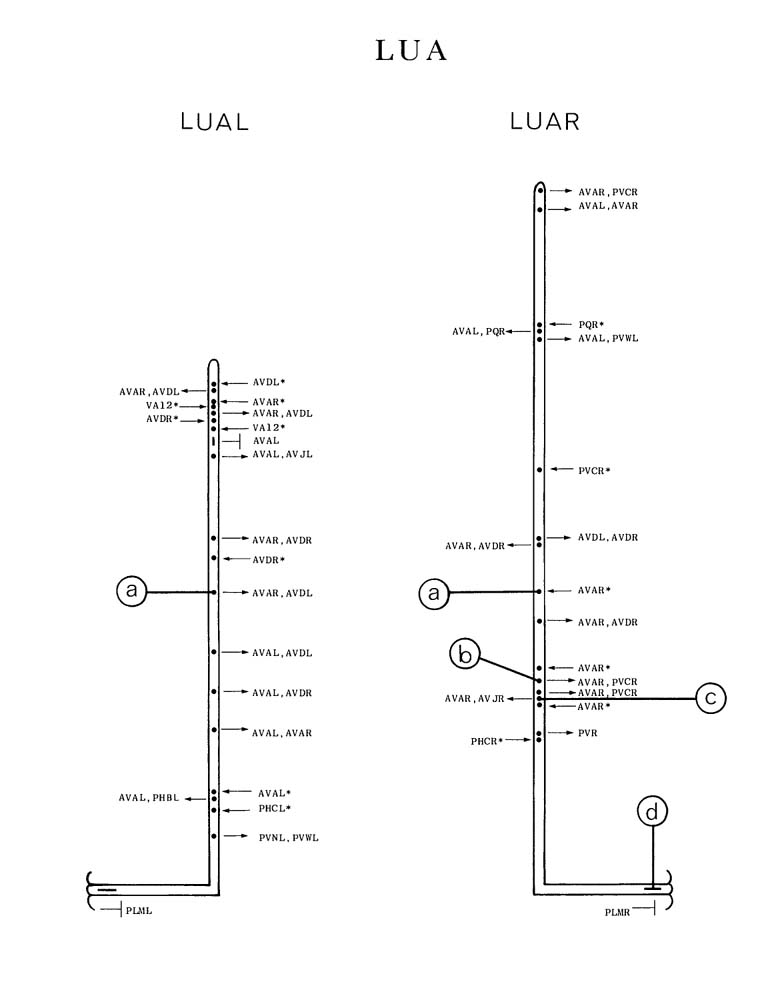 LUA
LUAL
LUAR
AVAR,PVCR
AVAL,AVAR
PQR*
AVAL,PQR
AVAL,PVWL
AVDL*
AVAR,AVDL
AVAR*
VA12*
AVAR,AVDL
AVDR*
VA12*
AVAL
AVAL,AVJL
PVCR*
AVAR,AVDR
AVDL,AVDR
AVAR,AVDR
AVDR*
a
AVAR,AVDL
a
AVAR*
AVAR,AVDR
AVAL,AVDL
b
AVAR*
AVAR,PVCR
AVAL,AVDR
AVAR,PVCR
AVAR,AVJR
c
AVAR*
AVAL,AVAR
PVR
PHCR*
AVAL*
AVAL,PHBL
PHCL*
d
PVNL,PVWL
PLML
PLMR